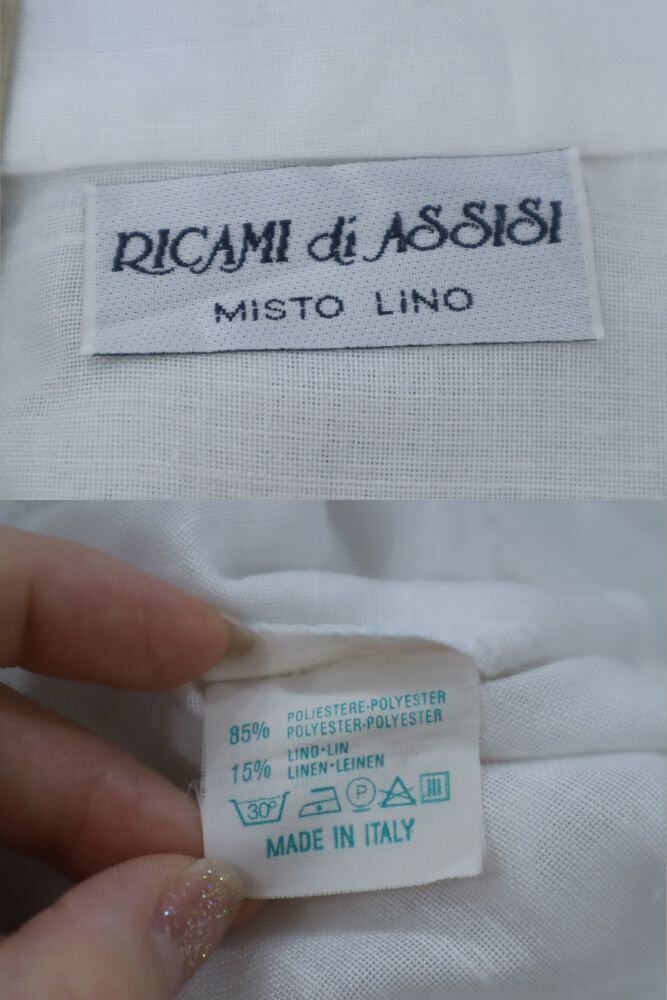 RICAMI di ASSISI
MISTO LINO
85% POLIESTERE-POLYESTER
POLYESTER-POLYESTER
15% LINO•LIN
LINEN•LEINEN
30° P
MADE IN ITALY